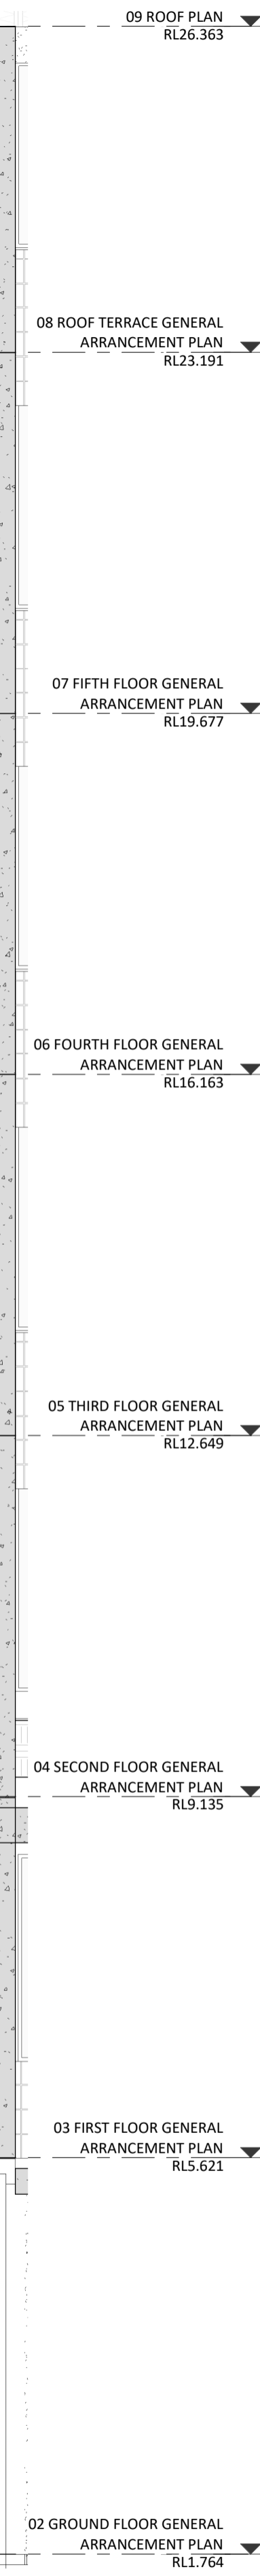 09 ROOF PLAN
RL26.363
08 ROOF TERRACE GENERAL
ARRANCEMENT PLAN
RL23.191
07 FIFTH FLOOR GENERAL
ARRANCEMENT PLAN
RL19.677
06 FOURTH FLOOR GENERAL
ARRANCEMENT PLAN
RL16.163
05 THIRD FLOOR GENERAL
ARRANCEMENT PLAN
RL12.649
04 SECOND FLOOR GENERAL
ARRANCEMENT PLAN
RL9.135
03 FIRST FLOOR GENERAL
ARRANCEMENT PLAN
RL5.621
02 GROUND FLOOR GENERAL
ARRANCEMENT PLAN
RL1.764